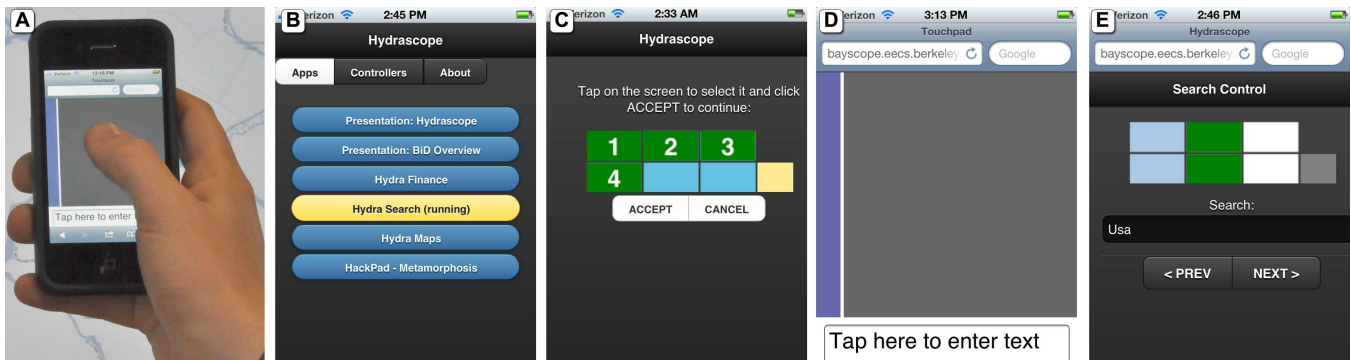 A
Verizon 12:16 PM
Touchpad
Tap here to enter t
B
erizon 2:45 PM
Hydrascope
Apps Controllers About
Presentation: Hydrascope
Presentation: BiD Overview
Hydra Finance
Hydra Search (running)
Hydra Maps
HackPad - Metamorphosis
C
erizon 2:33 AM
Hydrascope
Tap on the screen to select it and click
ACCEPT to continue:
1 2 3
4
ACCEPT CANCEL
D
erizon 3:13 PM
Touchpad
bayscope.eecs.berkeley. Google
Tap here to enter text
E
erizon 2:46 PM
Hydrascope
bayscope.eecs.berkeley. Google
Search Control
Search:
Usa
< PREV NEXT >